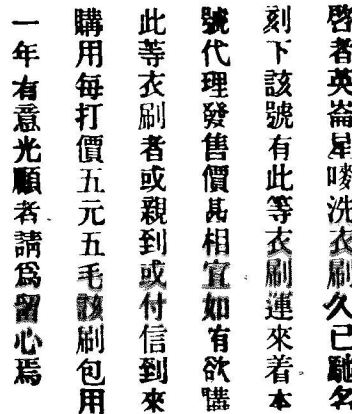 啓者英崙星嘜洗衣刷久已馳名
刻下該號有此等衣刷運來着本
號代理發售價甚相宜如有欲購
此等衣刷者或親到或付信到來
購用每打價五元五毛該刷包用
一年有意光顧者請爲留心焉